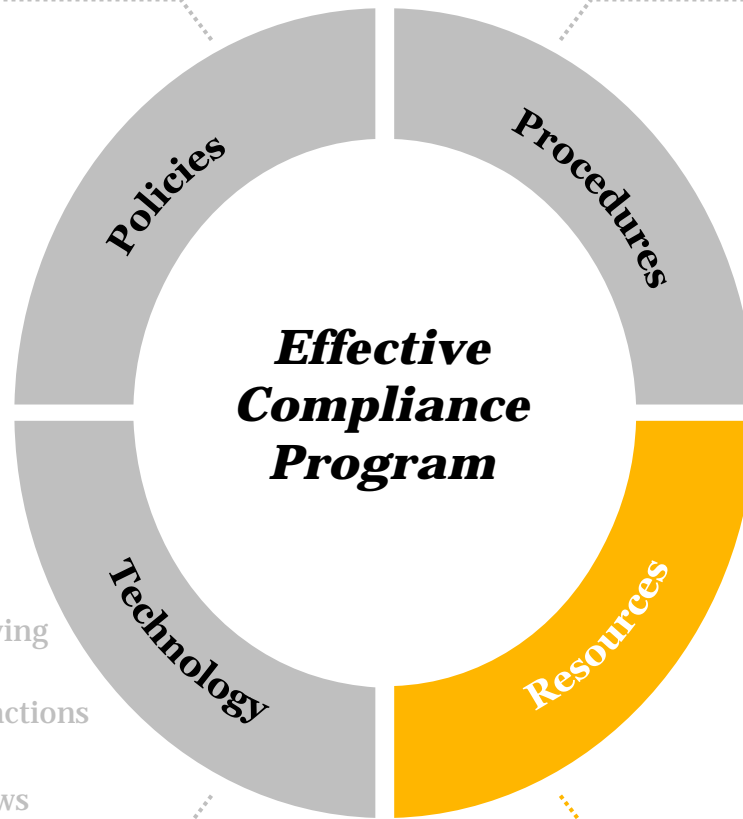 Policies
Procedures
Effective
Compliance
Program
Technology
Resources